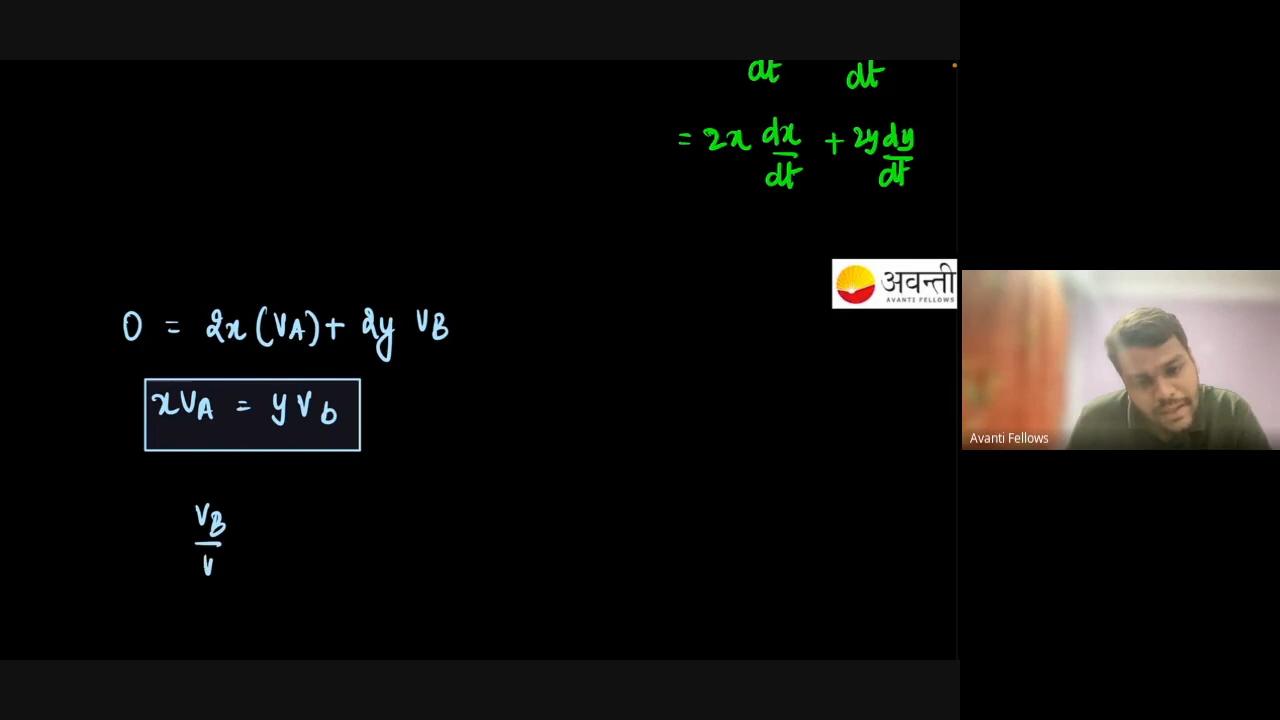 dt dt
= 2x dx/dt + 2y dy/dt
अवन्ती
AVANTI FELLOWS
0 = 2x (VA) + 2y VB
xVA = y Vb
VB/V
Avanti Fellows